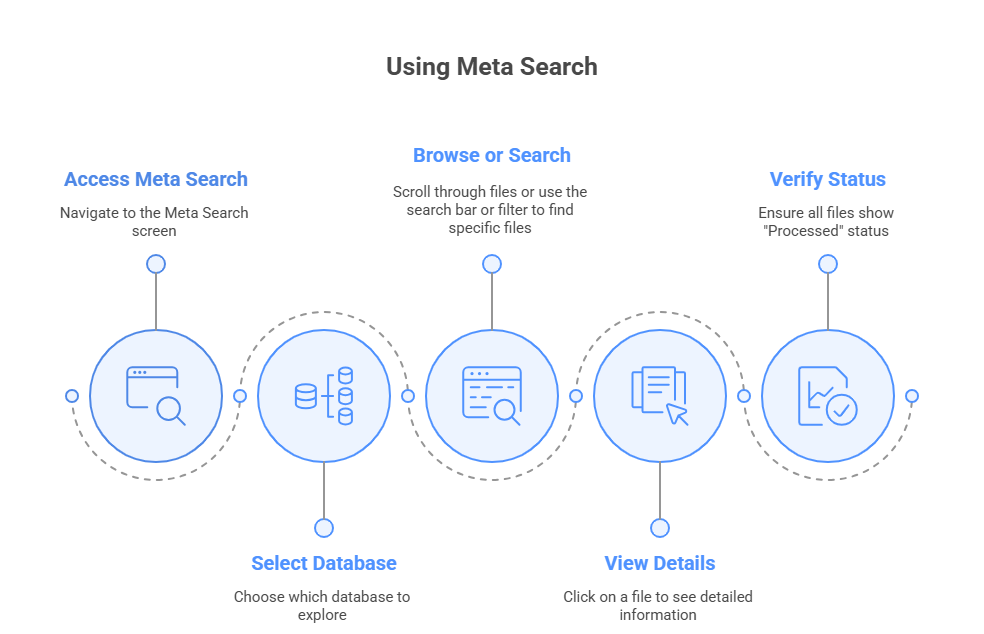 Using Meta Search
Access Meta Search
Navigate to the Meta Search
screen
Select Database
Choose which database to
explore
Browse or Search
Scroll through files or use the
search bar or filter to find
specific files
View Details
Click on a file to see detailed
information
Verify Status
Ensure all files show
"Processed" status